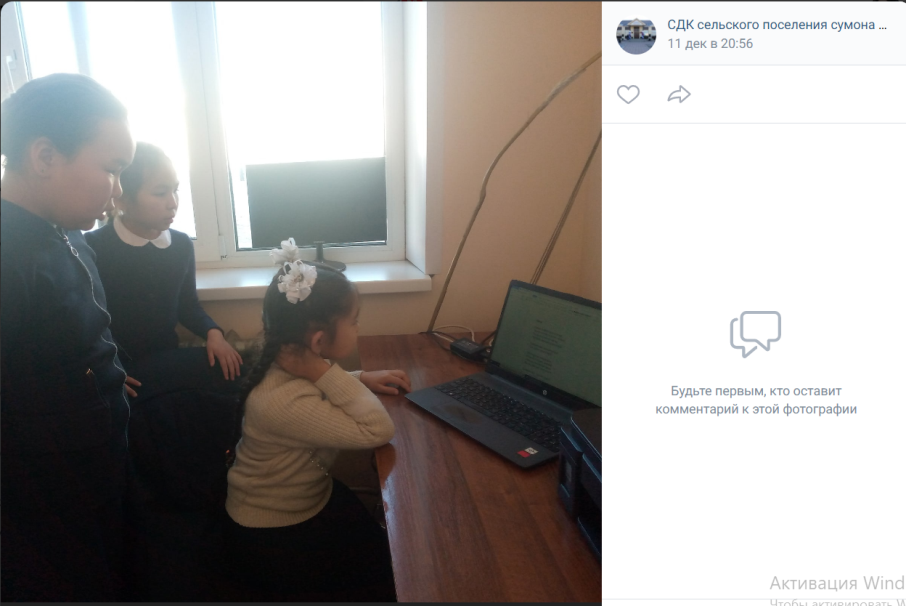 СДК сельского поселения сумона ...
11 дек в 20:56
Будьте первым, кто оставит
комментарий к этой фотографии
Активация Wind
Чтобы активировать W